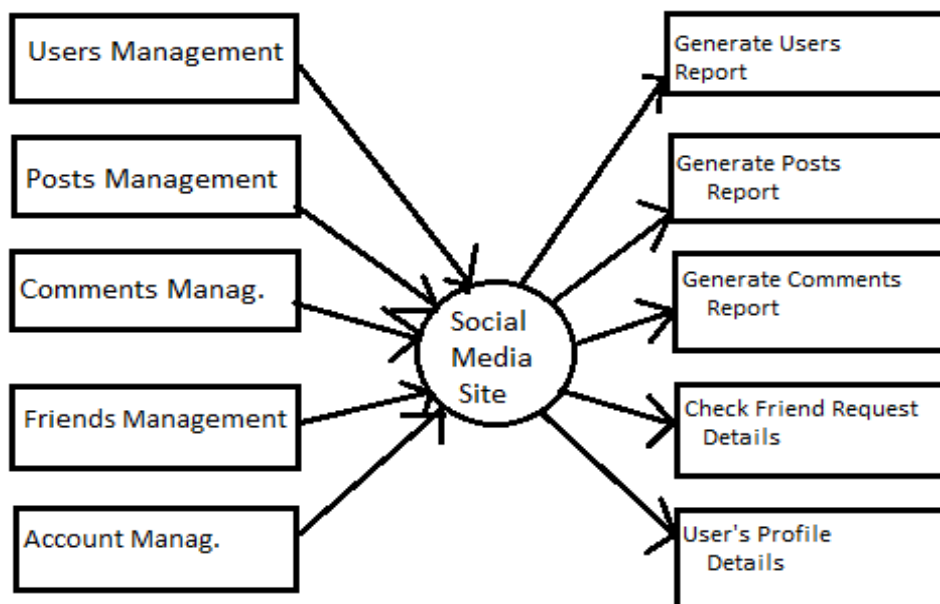 Users Management
Posts Management
Comments Manag.
Friends Management
Account Manag.
Social
Media
Site
Generate Users
Report
Generate Posts
Report
Generate Comments
Report
Check Friend Request
Details
User's Profile
Details